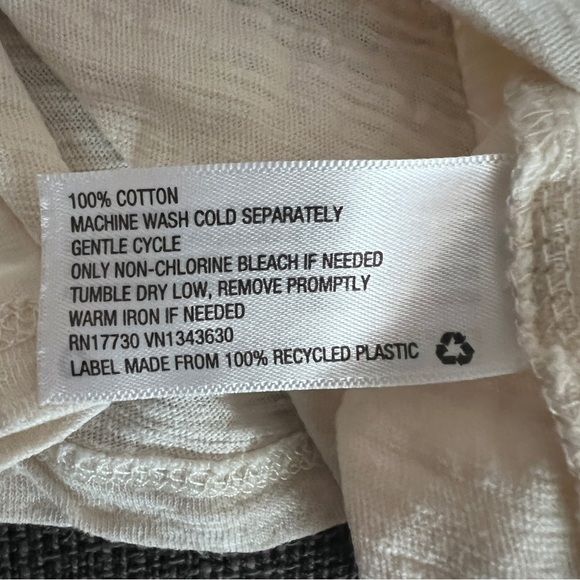 100% COTTON
MACHINE WASH COLD SEPARATELY
GENTLE CYCLE
ONLY NON-CHLORINE BLEACH IF NEEDED
TUMBLE DRY LOW, REMOVE PROMPTLY
WARM IRON IF NEEDED
RN17730 VN1343630
LABEL MADE FROM 100% RECYCLED PLASTIC